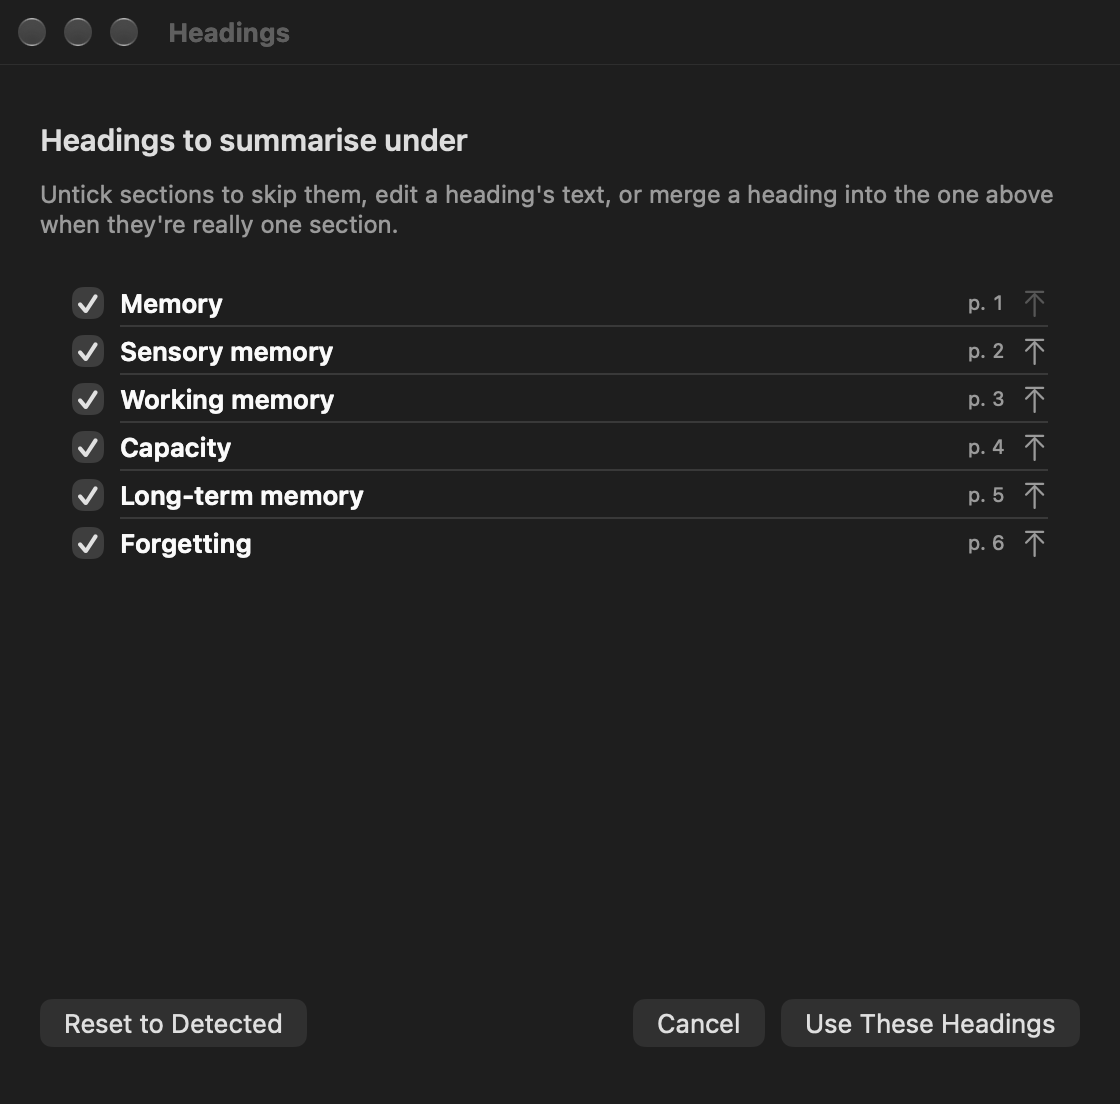 Headings
Headings to summarise under
Untick sections to skip them, edit a heading's text, or merge a heading into the one above
when they're really one section.
Memory p. 1
Sensory memory p. 2
Working memory p. 3
Capacity p. 4
Long-term memory p. 5
Forgetting p. 6
Reset to Detected Cancel Use These Headings